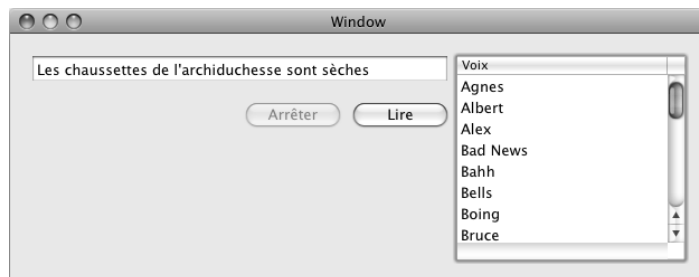 Window
Les chaussettes de l'archiduchesse sont sèches
Arrêter Lire
Voix
Agnes
Albert
Alex
Bad News
Bahh
Bells
Boing
Bruce